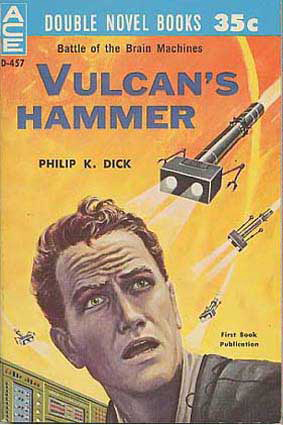 ACE
DOUBLE NOVEL BOOKS 35c
D-457
Battle of the Brain Machines
VULCAN'S
HAMMER
PHILIP K. DICK
First Book
Publication